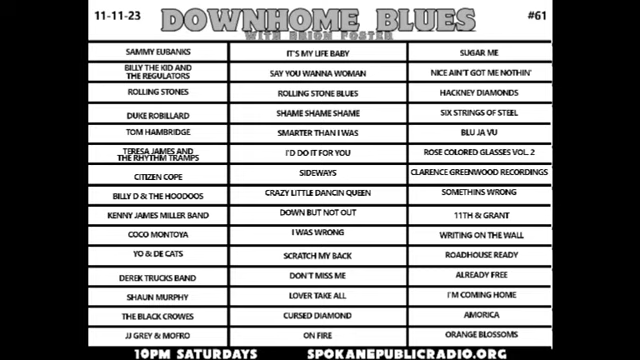 11-11-23 DOWNHOME BLUES #61
WITH BRION FOSTER
SAMMY EUBANKS IT'S MY LIFE BABY SUGAR ME
BILLY THE KID AND THE REGULATORS SAY YOU WANNA WOMAN NICE AIN'T GOT ME NOTHIN'
ROLLING STONES ROLLING STONE BLUES HACKNEY DIAMONDS
DUKE ROBILLARD SHAME SHAME SHAME SIX STRINGS OF STEEL
TOM HAMBRIDGE SMARTER THAN I WAS BLU JA VU
TERESA JAMES AND THE RHYTHM TRAMPS I'D DO IT FOR YOU ROSE COLORED GLASSES VOL. 2
CITIZEN COPE SIDEWAYS CLARENCE GREENWOOD RECORDINGS
BILLY D & THE HOODOOS CRAZY LITTLE DANCIN QUEEN SOMETHINS WRONG
KENNY JAMES MILLER BAND DOWN BUT NOT OUT 11TH & GRANT
COCO MONTOYA I WAS WRONG WRITING ON THE WALL
YO & DE CATS SCRATCH MY BACK ROADHOUSE READY
DEREK TRUCKS BAND DON'T MISS ME ALREADY FREE
SHAUN MURPHY LOVER TAKE ALL I'M COMING HOME
THE BLACK CROWES CURSED DIAMOND AMORICA
JJ GREY & MOFRO ON FIRE ORANGE BLOSSOMS
10PM SATURDAYS SPOKANEPUBLICRADIO.ORG